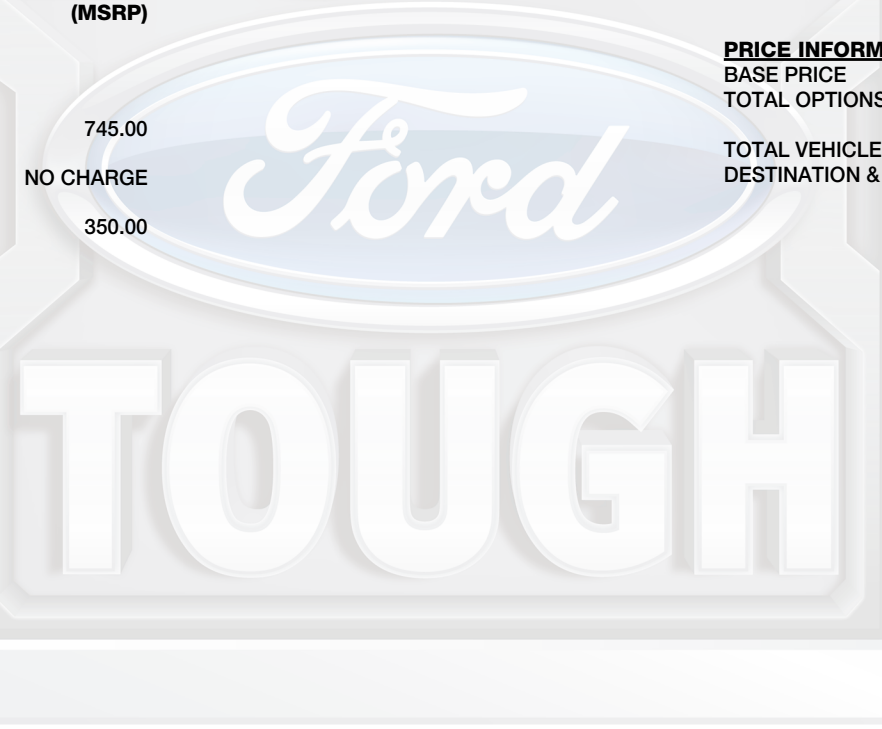 (MSRP)
745.00
NO CHARGE
350.00
PRICE INFORM
BASE PRICE
TOTAL OPTIONS
TOTAL VEHICLE
DESTINATION &
Ford
TOUGH